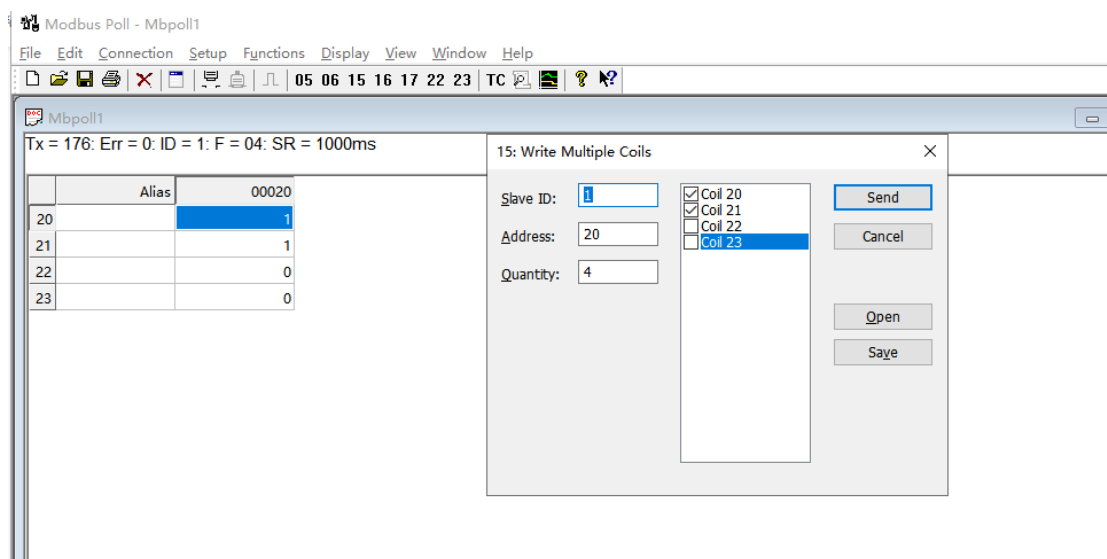 Modbus Poll - Mbpoll1
File Edit Connection Setup Functions Display View Window Help
05 06 15 16 17 22 23 TC
Mbpoll1
Tx = 176: Err = 0: ID = 1: F = 04: SR = 1000ms
Alias 00020
20 1
21 1
22 0
23 0
15: Write Multiple Coils
Slave ID: 1
Address: 20
Quantity: 4
Coil 20
Coil 21
Coil 22
Coil 23
Send
Cancel
Open
Save